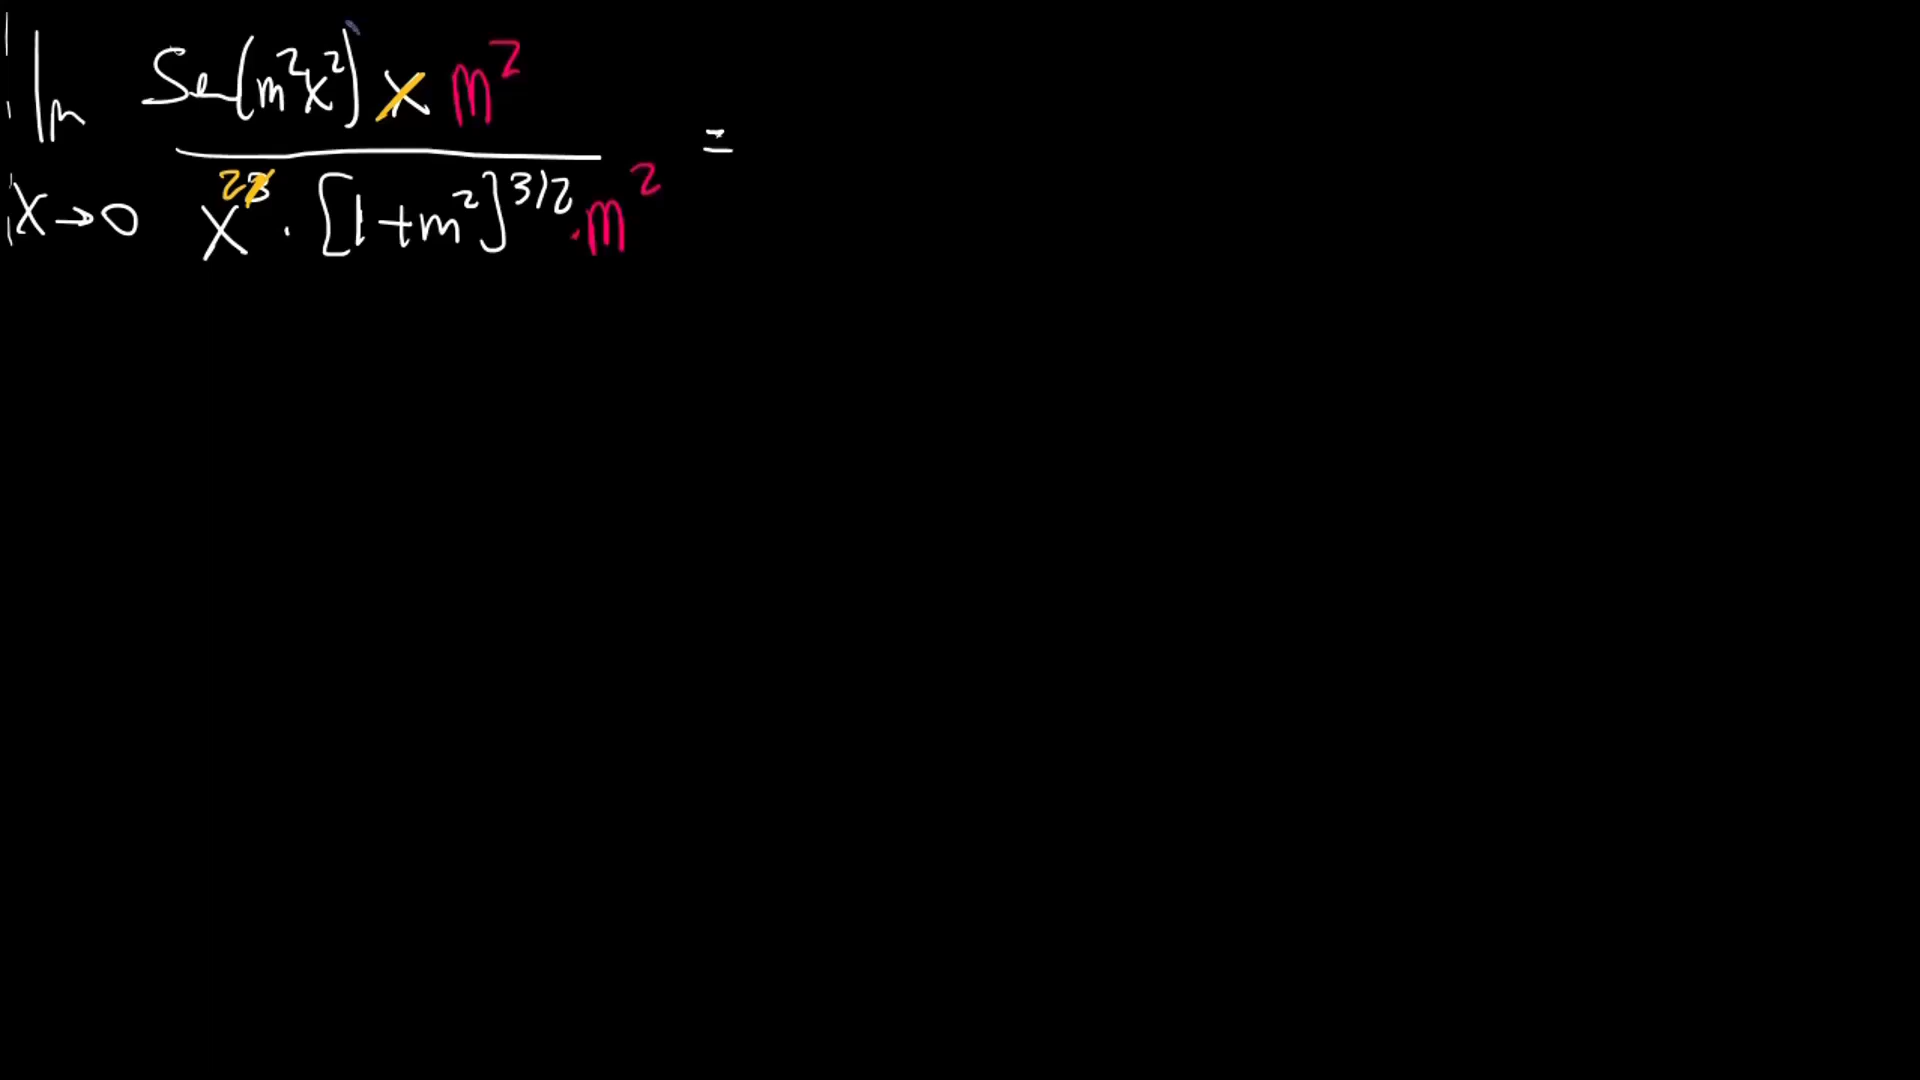 lim Sen(m²x²) x m²
=
x→0 x²3 · [1+m²]^3/2 · m²